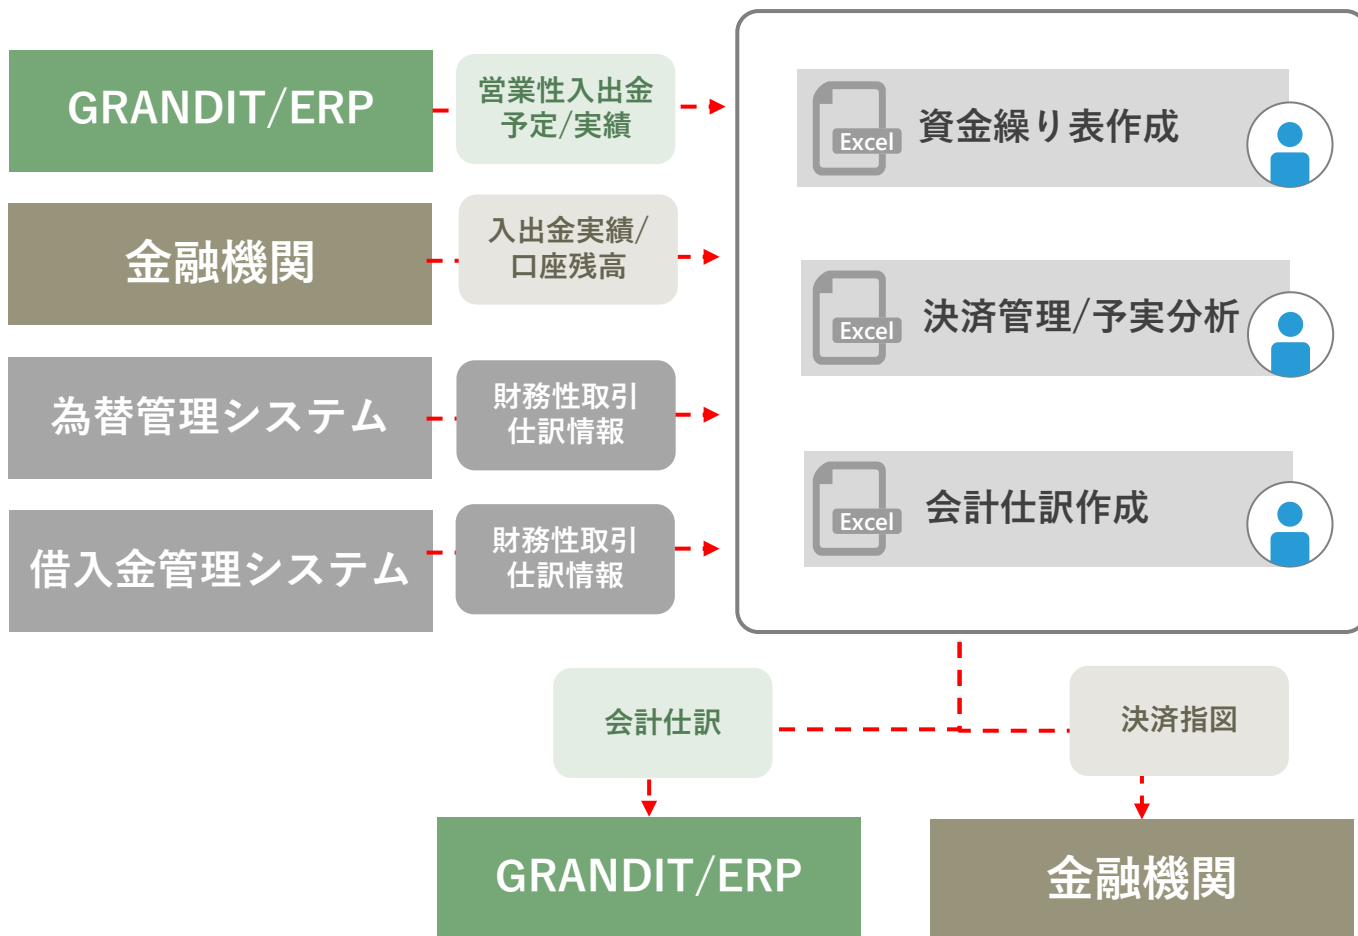 GRANDIT/ERP
営業性入出金
予定/実績
金融機関
入出金実績/
口座残高
為替管理システム
財務性取引
仕訳情報
借入金管理システム
財務性取引
仕訳情報
Excel
資金繰り表作成
Excel
決済管理/予実分析
Excel
会計仕訳作成
会計仕訳
決済指図
GRANDIT/ERP
金融機関